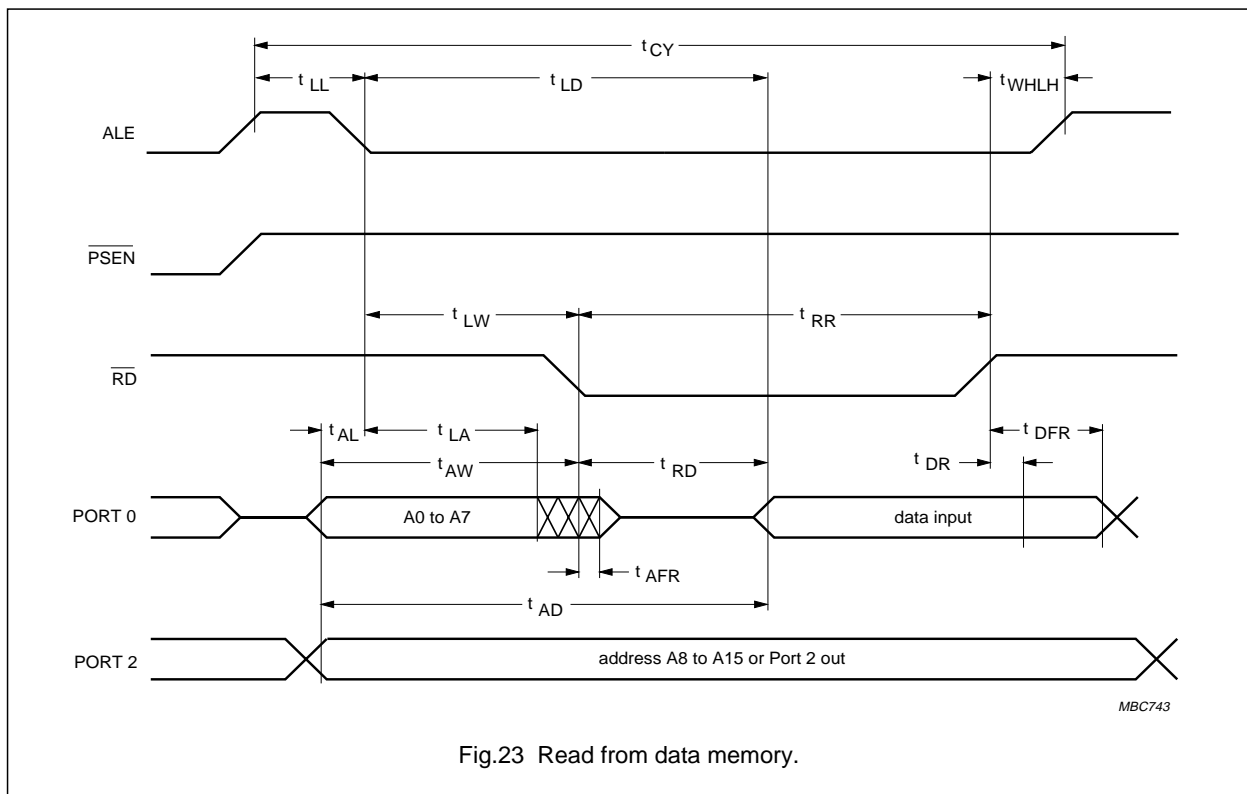 t CY
t LL
t LD
t WHLH
ALE
PSEN
t LW
t RR
RD
t AL
t LA
t DFR
t AW
t RD
t DR
PORT 0
A0 to A7
data input
t AFR
t AD
PORT 2
address A8 to A15 or Port 2 out
MBC743
Fig.23 Read from data memory.